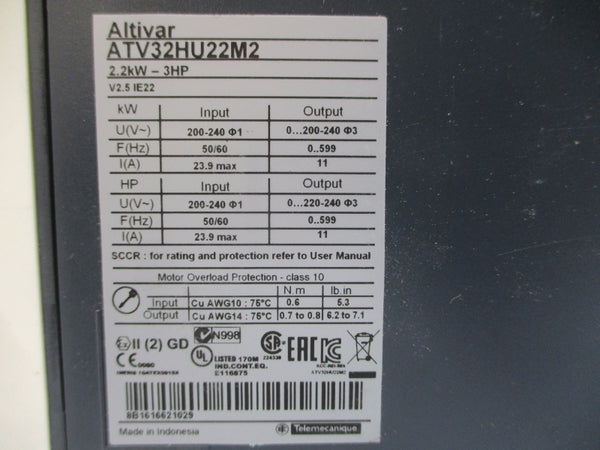 Altivar
ATV32HU22M2
2.2kW – 3HP
V2.5 IE22
kW Input Output
U(V~) 200-240 Φ1 0...200-240 Φ3
F(Hz) 50/60 0..599
I(A) 23.9 max 11
HP Input Output
U(V~) 200-240 Φ1 0...220-240 Φ3
F(Hz) 50/60 0..599
I(A) 23.9 max 11
SCCR : for rating and protection refer to User Manual
Motor Overload Protection - class 10
N.m lb.in
Input Cu AWG10 : 75°C 0.6 5.3
Output Cu AWG14 : 75°C 0.7 to 0.8 6.2 to 7.1
Ex II (2) GD N998
CE UL LISTED 170M SA EAC KC
IND.CONT.EQ.
E116875
8B1616621029
Made in Indonesia Telemecanique